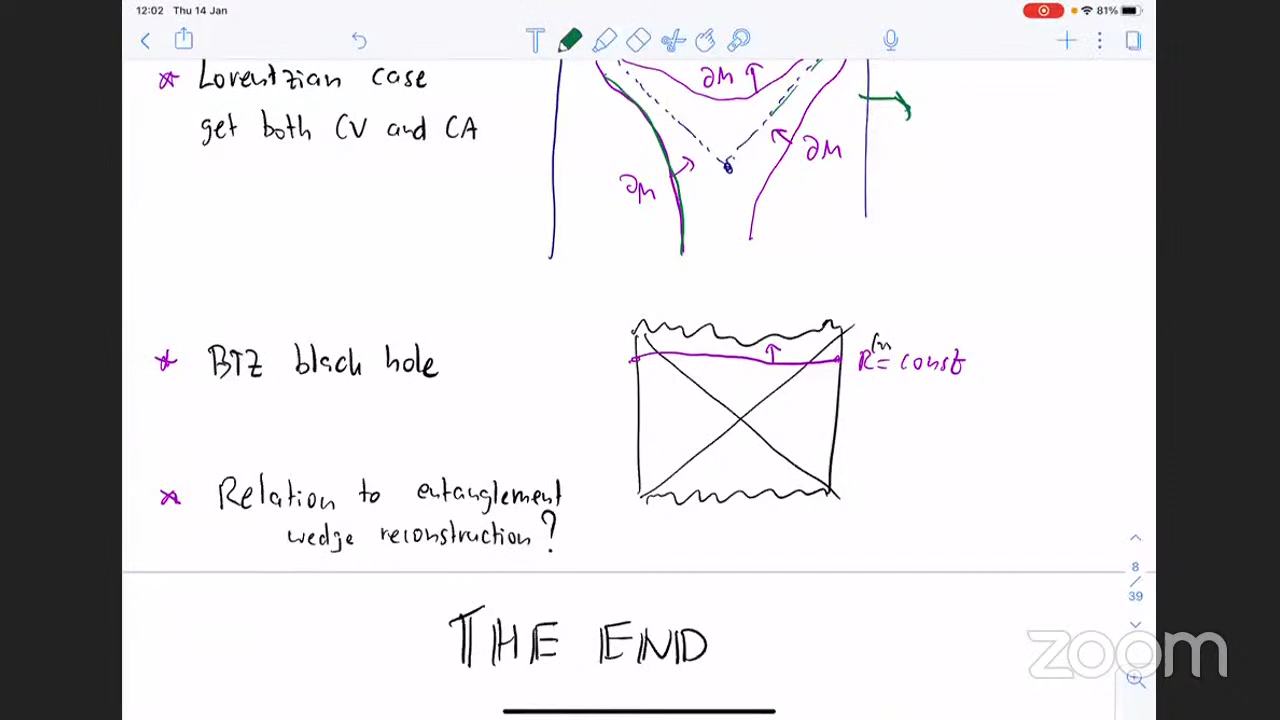 12:02 Thu 14 Jan
81%
* Lorentzian case
get both CV and CA
∂M
∂M
∂M
* BTZ black hole
R = const
* Relation to entanglement
wedge reconstruction?
8
/
39
THE END
zoom